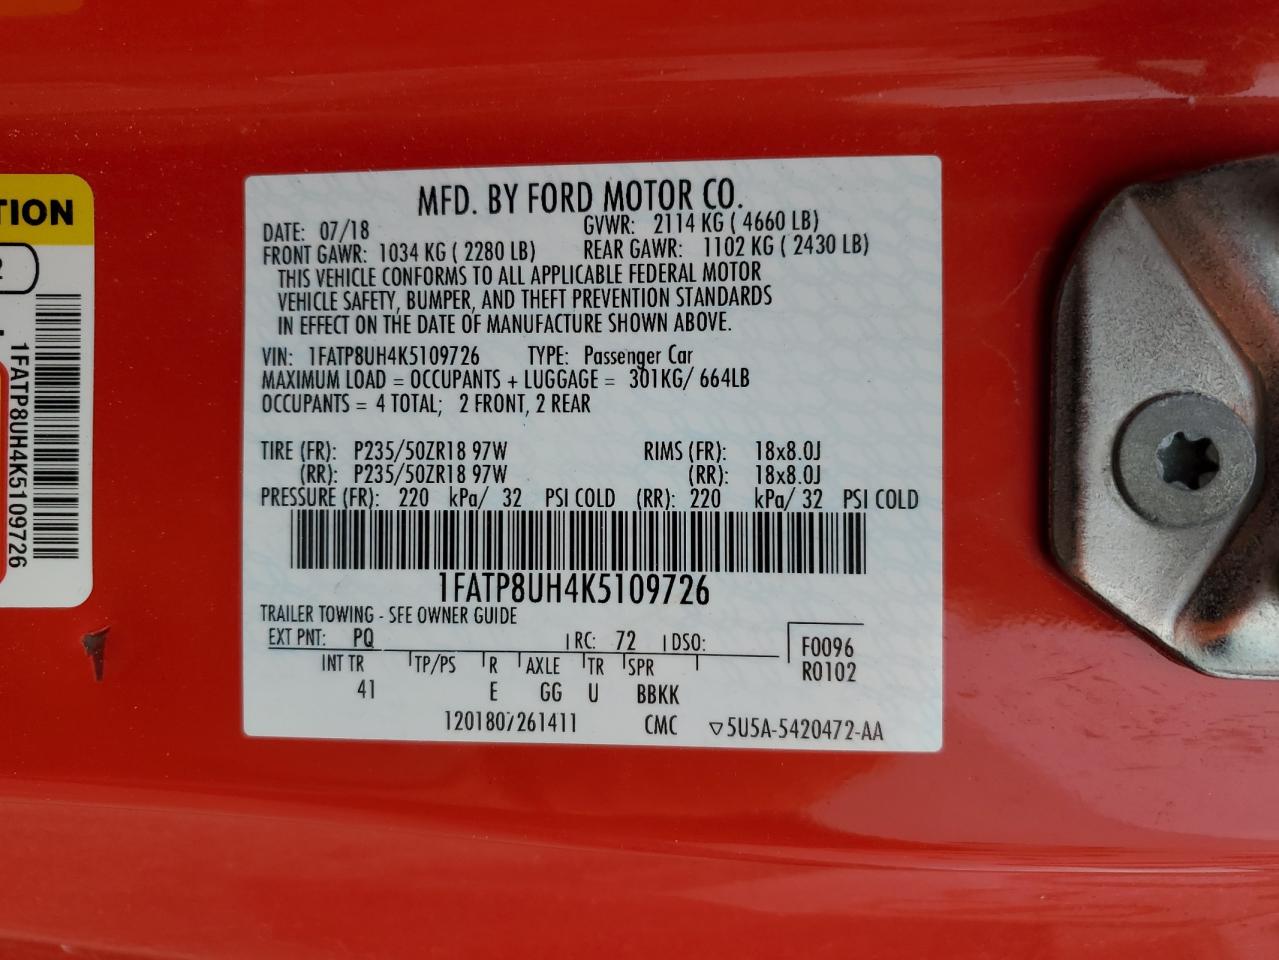 TION
2
1FATP8UH4K5109726
MFD. BY FORD MOTOR CO.
DATE: 07/18 GVWR: 2114 KG ( 4660 LB)
FRONT GAWR: 1034 KG ( 2280 LB) REAR GAWR: 1102 KG ( 2430 LB)
THIS VEHICLE CONFORMS TO ALL APPLICABLE FEDERAL MOTOR
VEHICLE SAFETY, BUMPER, AND THEFT PREVENTION STANDARDS
IN EFFECT ON THE DATE OF MANUFACTURE SHOWN ABOVE.
VIN: 1FATP8UH4K5109726 TYPE: Passenger Car
MAXIMUM LOAD = OCCUPANTS + LUGGAGE = 301KG/ 664LB
OCCUPANTS = 4 TOTAL; 2 FRONT, 2 REAR
TIRE (FR): P235/50ZR18 97W RIMS (FR): 18x8.0J
(RR): P235/50ZR18 97W (RR): 18x8.0J
PRESSURE (FR): 220 kPa/ 32 PSI COLD (RR): 220 kPa/ 32 PSI COLD
1FATP8UH4K5109726
TRAILER TOWING - SEE OWNER GUIDE
EXT PNT: PQ RC: 72 DSO: F0096
INT TR TP/PS R AXLE TR SPR R0102
41 E GG U BBKK
1201807261411 CMC ▽5U5A-5420472-AA